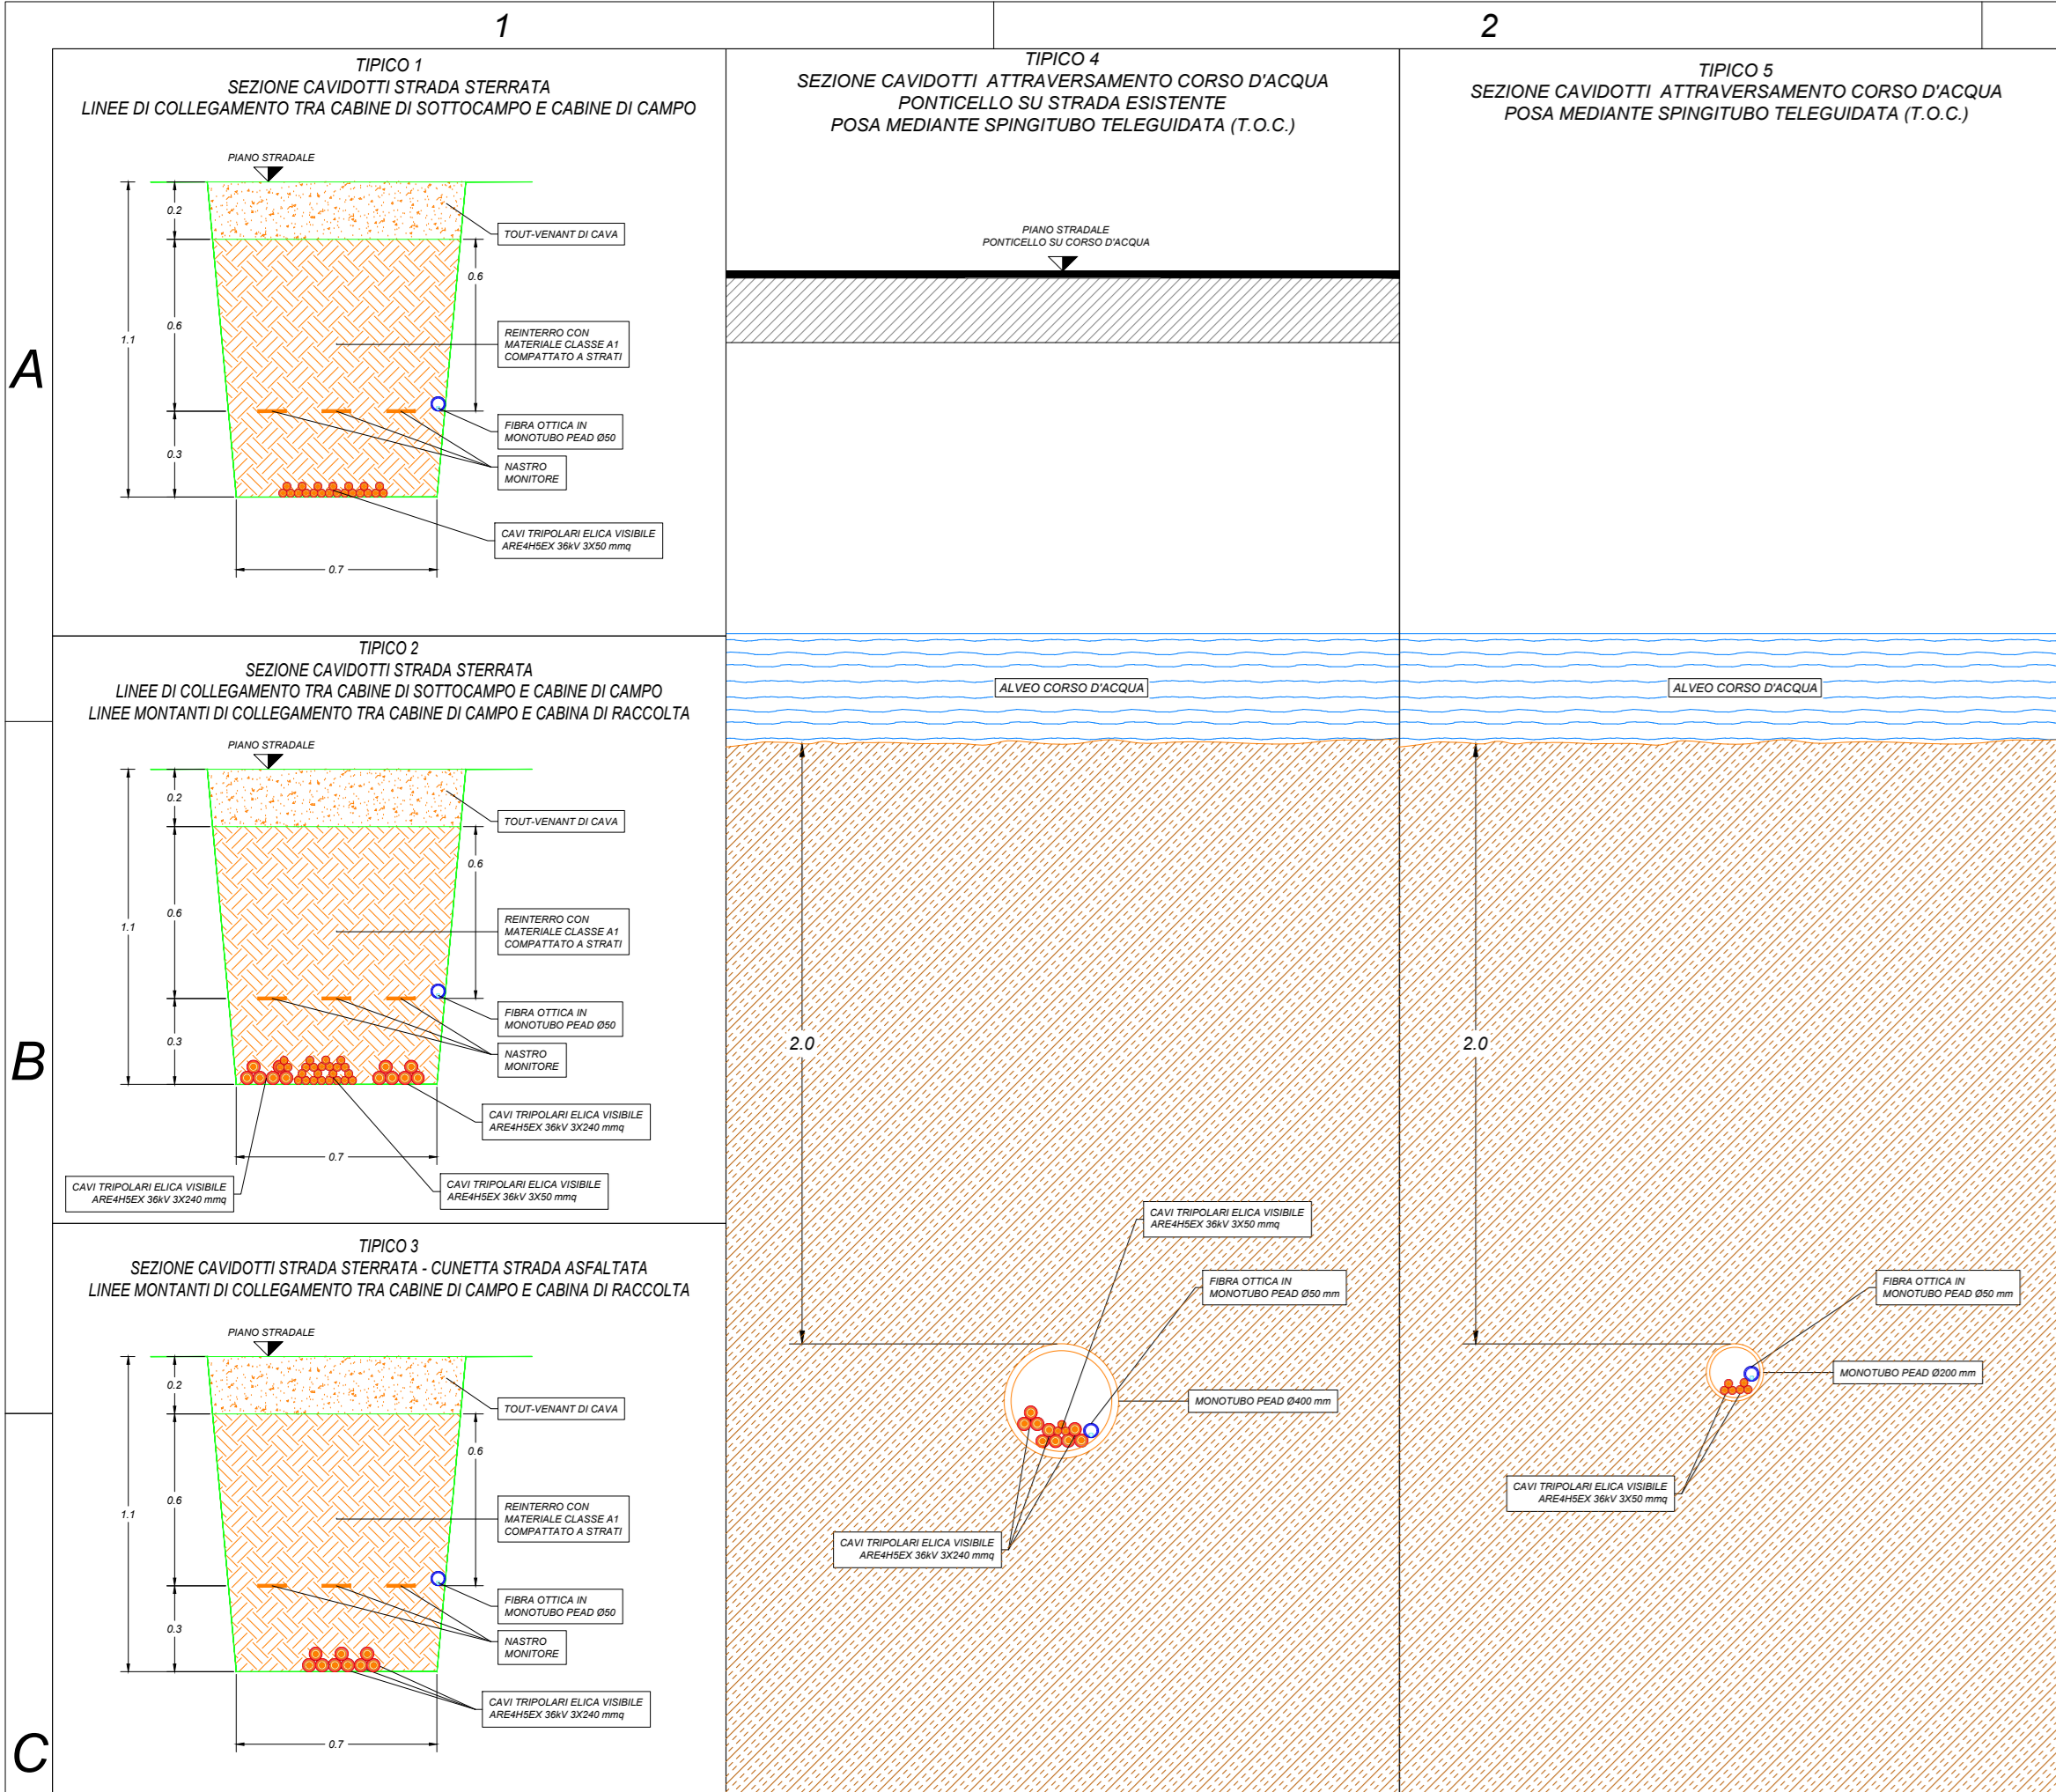 1
2
A
B
C
TIPICO 1
SEZIONE CAVIDOTTI STRADA STERRATA
LINEE DI COLLEGAMENTO TRA CABINE DI SOTTOCAMPO E CABINE DI CAMPO
PIANO STRADALE
0.2
TOUT-VENANT DI CAVA
0.6
0.6
1.1
REINTERRO CON
MATERIALE CLASSE A1
COMPATTATO A STRATI
FIBRA OTTICA IN
MONOTUBO PEAD Ø50
0.3
NASTRO
MONITORE
CAVI TRIPOLARI ELICA VISIBILE
ARE4H5EX 36kV 3X50 mmq
0.7
TIPICO 2
SEZIONE CAVIDOTTI STRADA STERRATA
LINEE DI COLLEGAMENTO TRA CABINE DI SOTTOCAMPO E CABINE DI CAMPO
LINEE MONTANTI DI COLLEGAMENTO TRA CABINE DI CAMPO E CABINA DI RACCOLTA
PIANO STRADALE
0.2
TOUT-VENANT DI CAVA
0.6
0.6
1.1
REINTERRO CON
MATERIALE CLASSE A1
COMPATTATO A STRATI
FIBRA OTTICA IN
MONOTUBO PEAD Ø50
0.3
NASTRO
MONITORE
CAVI TRIPOLARI ELICA VISIBILE
ARE4H5EX 36kV 3X240 mmq
0.7
CAVI TRIPOLARI ELICA VISIBILE
ARE4H5EX 36kV 3X240 mmq
CAVI TRIPOLARI ELICA VISIBILE
ARE4H5EX 36kV 3X50 mmq
TIPICO 3
SEZIONE CAVIDOTTI STRADA STERRATA - CUNETTA STRADA ASFALTATA
LINEE MONTANTI DI COLLEGAMENTO TRA CABINE DI CAMPO E CABINA DI RACCOLTA
PIANO STRADALE
0.2
TOUT-VENANT DI CAVA
0.6
0.6
1.1
REINTERRO CON
MATERIALE CLASSE A1
COMPATTATO A STRATI
FIBRA OTTICA IN
MONOTUBO PEAD Ø50
0.3
NASTRO
MONITORE
CAVI TRIPOLARI ELICA VISIBILE
ARE4H5EX 36kV 3X240 mmq
0.7
TIPICO 4
SEZIONE CAVIDOTTI ATTRAVERSAMENTO CORSO D'ACQUA
PONTICELLO SU STRADA ESISTENTE
POSA MEDIANTE SPINGITUBO TELEGUIDATA (T.O.C.)
PIANO STRADALE
PONTICELLO SU CORSO D'ACQUA
ALVEO CORSO D'ACQUA
2.0
CAVI TRIPOLARI ELICA VISIBILE
ARE4H5EX 36kV 3X50 mmq
FIBRA OTTICA IN
MONOTUBO PEAD Ø50 mm
MONOTUBO PEAD Ø400 mm
CAVI TRIPOLARI ELICA VISIBILE
ARE4H5EX 36kV 3X240 mmq
TIPICO 5
SEZIONE CAVIDOTTI ATTRAVERSAMENTO CORSO D'ACQUA
POSA MEDIANTE SPINGITUBO TELEGUIDATA (T.O.C.)
ALVEO CORSO D'ACQUA
2.0
FIBRA OTTICA IN
MONOTUBO PEAD Ø50 mm
MONOTUBO PEAD Ø200 mm
CAVI TRIPOLARI ELICA VISIBILE
ARE4H5EX 36kV 3X50 mmq